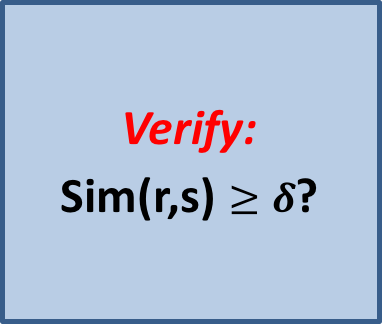 Verify:
Sim(r,s) ≥ δ?